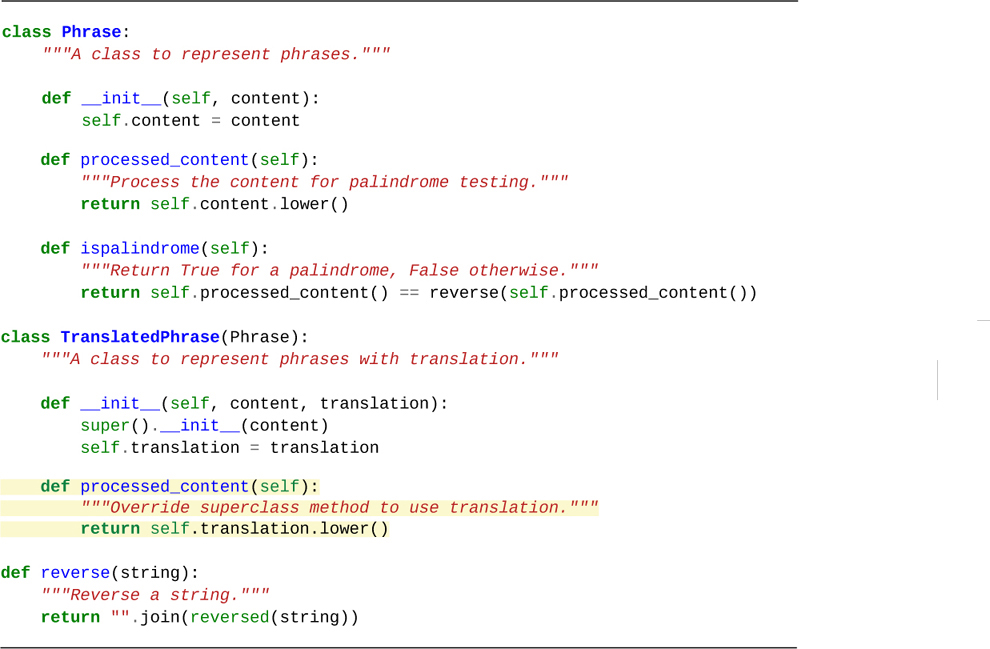 class Phrase:
    """A class to represent phrases."""
    def __init__(self, content):
        self.content = content
    def processed_content(self):
        """Process the content for palindrome testing."""
        return self.content.lower()
    def ispalindrome(self):
        """Return True for a palindrome, False otherwise."""
        return self.processed_content() == reverse(self.processed_content())
class TranslatedPhrase(Phrase):
    """A class to represent phrases with translation."""
    def __init__(self, content, translation):
        super().__init__(content)
        self.translation = translation
    def processed_content(self):
        """Override superclass method to use translation."""
        return self.translation.lower()
def reverse(string):
    """Reverse a string."""
    return "".join(reversed(string))